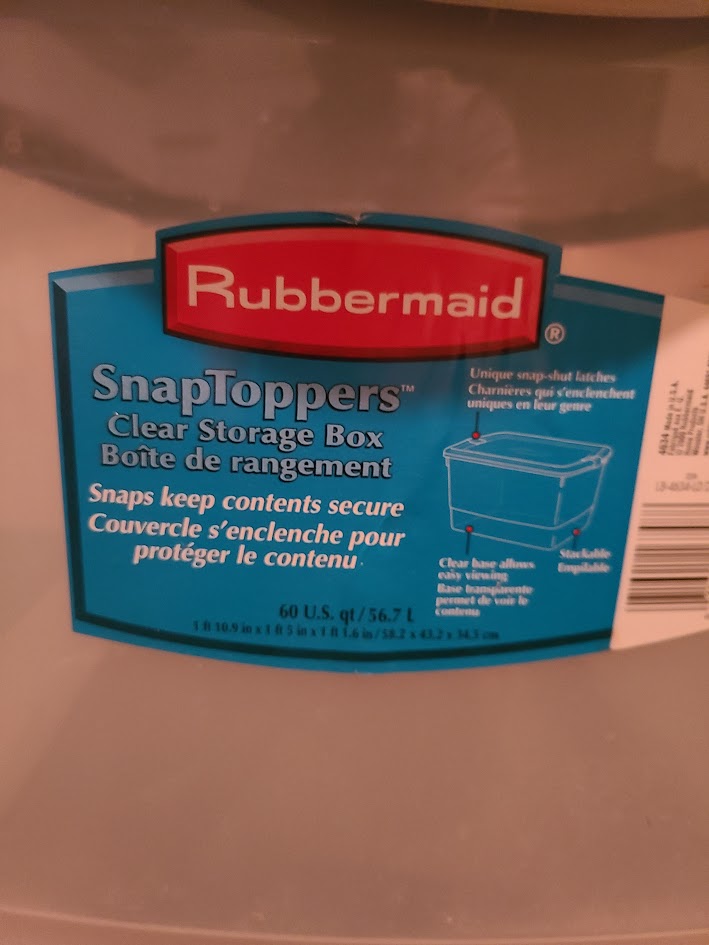 Rubbermaid
®
SnapToppers™
Clear Storage Box
Boîte de rangement
Snaps keep contents secure
Couvercle s'enclenche pour
protéger le contenu
Unique snap-shut latches
Charnières qui s'enclenchent
uniques en leur genre
Clear base allows
easy viewing
Base transparente
permet de voir le
contenu
Stackable
Empilable
60 U.S. qt/56.7 L
1 ft 10.9 in x 1 ft 5 in x 1 ft 1.6 in/58.2 x 43.2 x 34.5 cm
4634 Made in U.S.A.